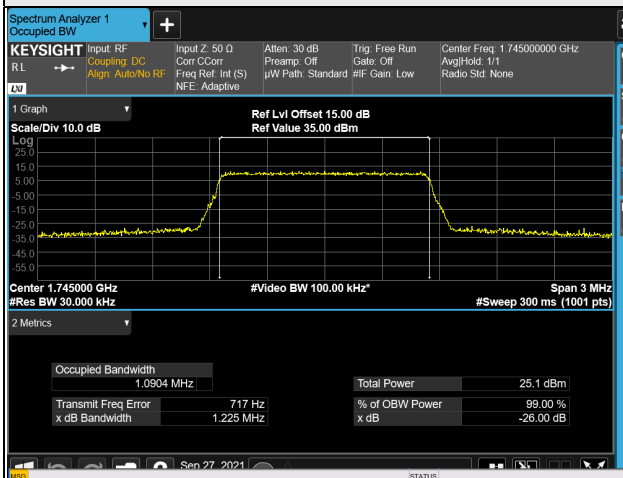 Spectrum Analyzer 1
Occupied BW
+
KEYSIGHT
R L
LXI
Input: RF
Coupling: DC
Align: Auto/No RF
Input Z: 50 Ω
Corr CCorr
Freq Ref: Int (S)
NFE: Adaptive
Atten: 30 dB
Preamp: Off
µW Path: Standard
Trig: Free Run
Gate: Off
#IF Gain: Low
Center Freq: 1.745000000 GHz
Avg|Hold: 1/1
Radio Std: None
1 Graph
Scale/Div 10.0 dB
Ref Lvl Offset 15.00 dB
Ref Value 35.00 dBm
Log
25.0
15.0
5.00
-5.00
-15.0
-25.0
-35.0
-45.0
-55.0
Center 1.745000 GHz
#Video BW 100.00 kHz*
Span 3 MHz
#Res BW 30.000 kHz
#Sweep 300 ms (1001 pts)
2 Metrics
Occupied Bandwidth
1.0904 MHz
Total Power 25.1 dBm
Transmit Freq Error 717 Hz
% of OBW Power 99.00 %
x dB Bandwidth 1.225 MHz
x dB -26.00 dB
Sep 27, 2021
MSG
STATUS